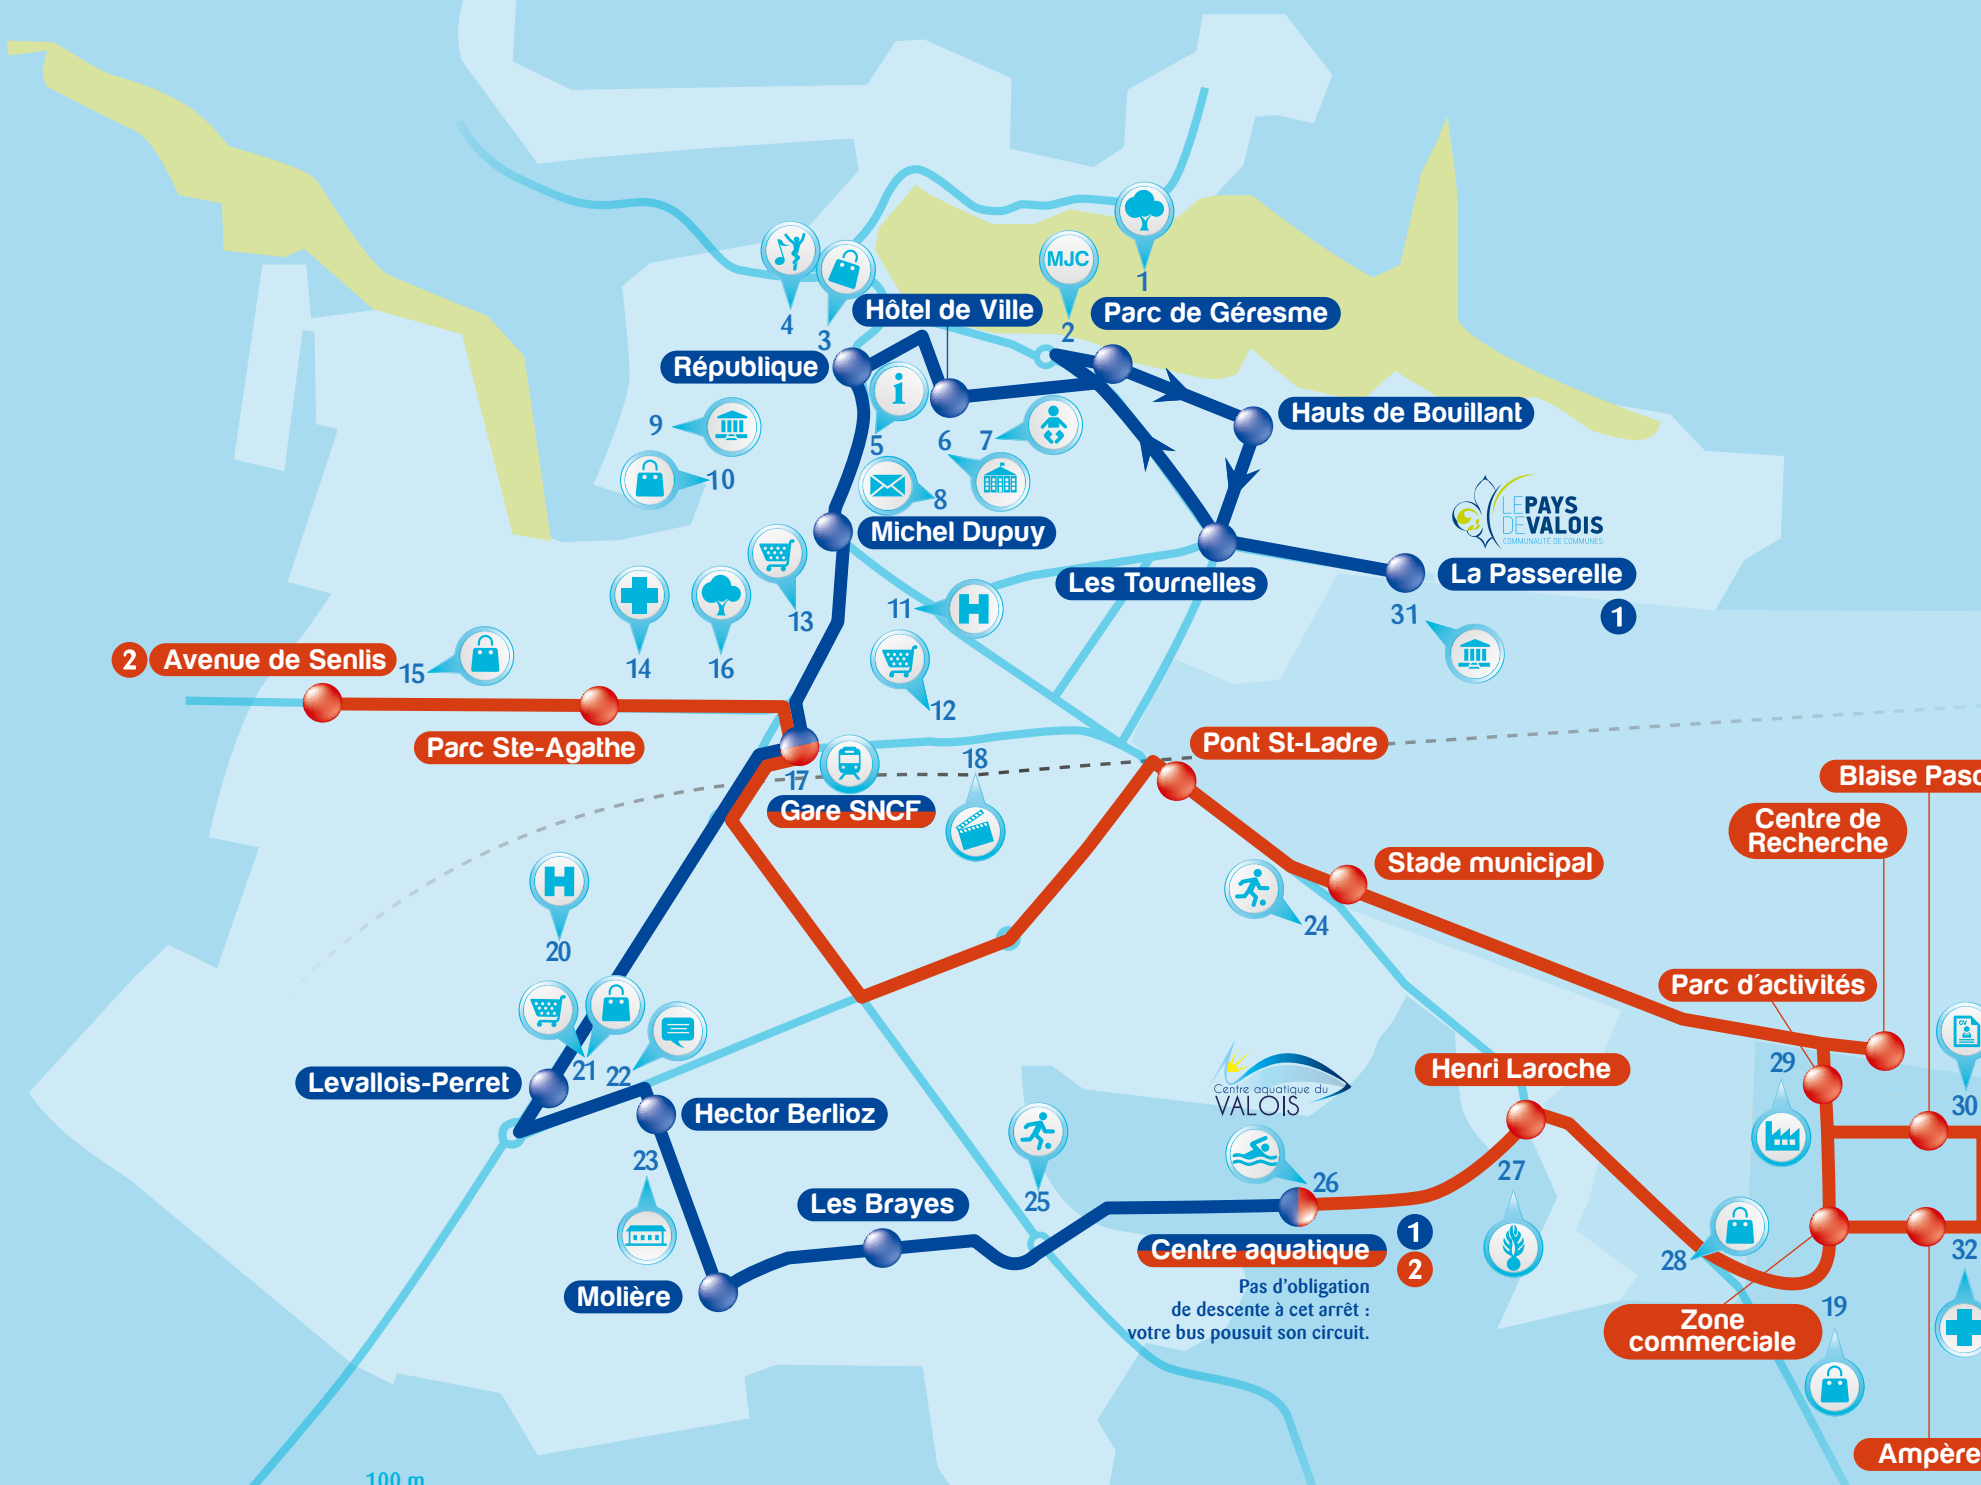 1
MJC
2
4
3
Hôtel de Ville
Parc de Géresme
République
i
5
Hauts de Bouillant
9
6
7
10
8
Michel Dupuy
LE PAYS
DE VALOIS
COMMUNAUTÉ DE COMMUNES
La Passerelle
1
31
Les Tournelles
11
H
13
14
16
12
2
Avenue de Senlis
15
Parc Ste-Agathe
17
Gare SNCF
18
Pont St-Ladre
Blaise Pasc
Centre de
Recherche
Stade municipal
24
H
20
Parc d'activités
21
22
Levallois-Perret
Hector Berlioz
23
Centre aquatique du
VALOIS
Henri Laroche
29
CV
30
25
26
27
Les Brayes
Molière
Centre aquatique
1
2
Pas d'obligation
de descente à cet arrêt :
votre bus pousuit son circuit.
28
32
19
Zone
commerciale
Ampère
100 m